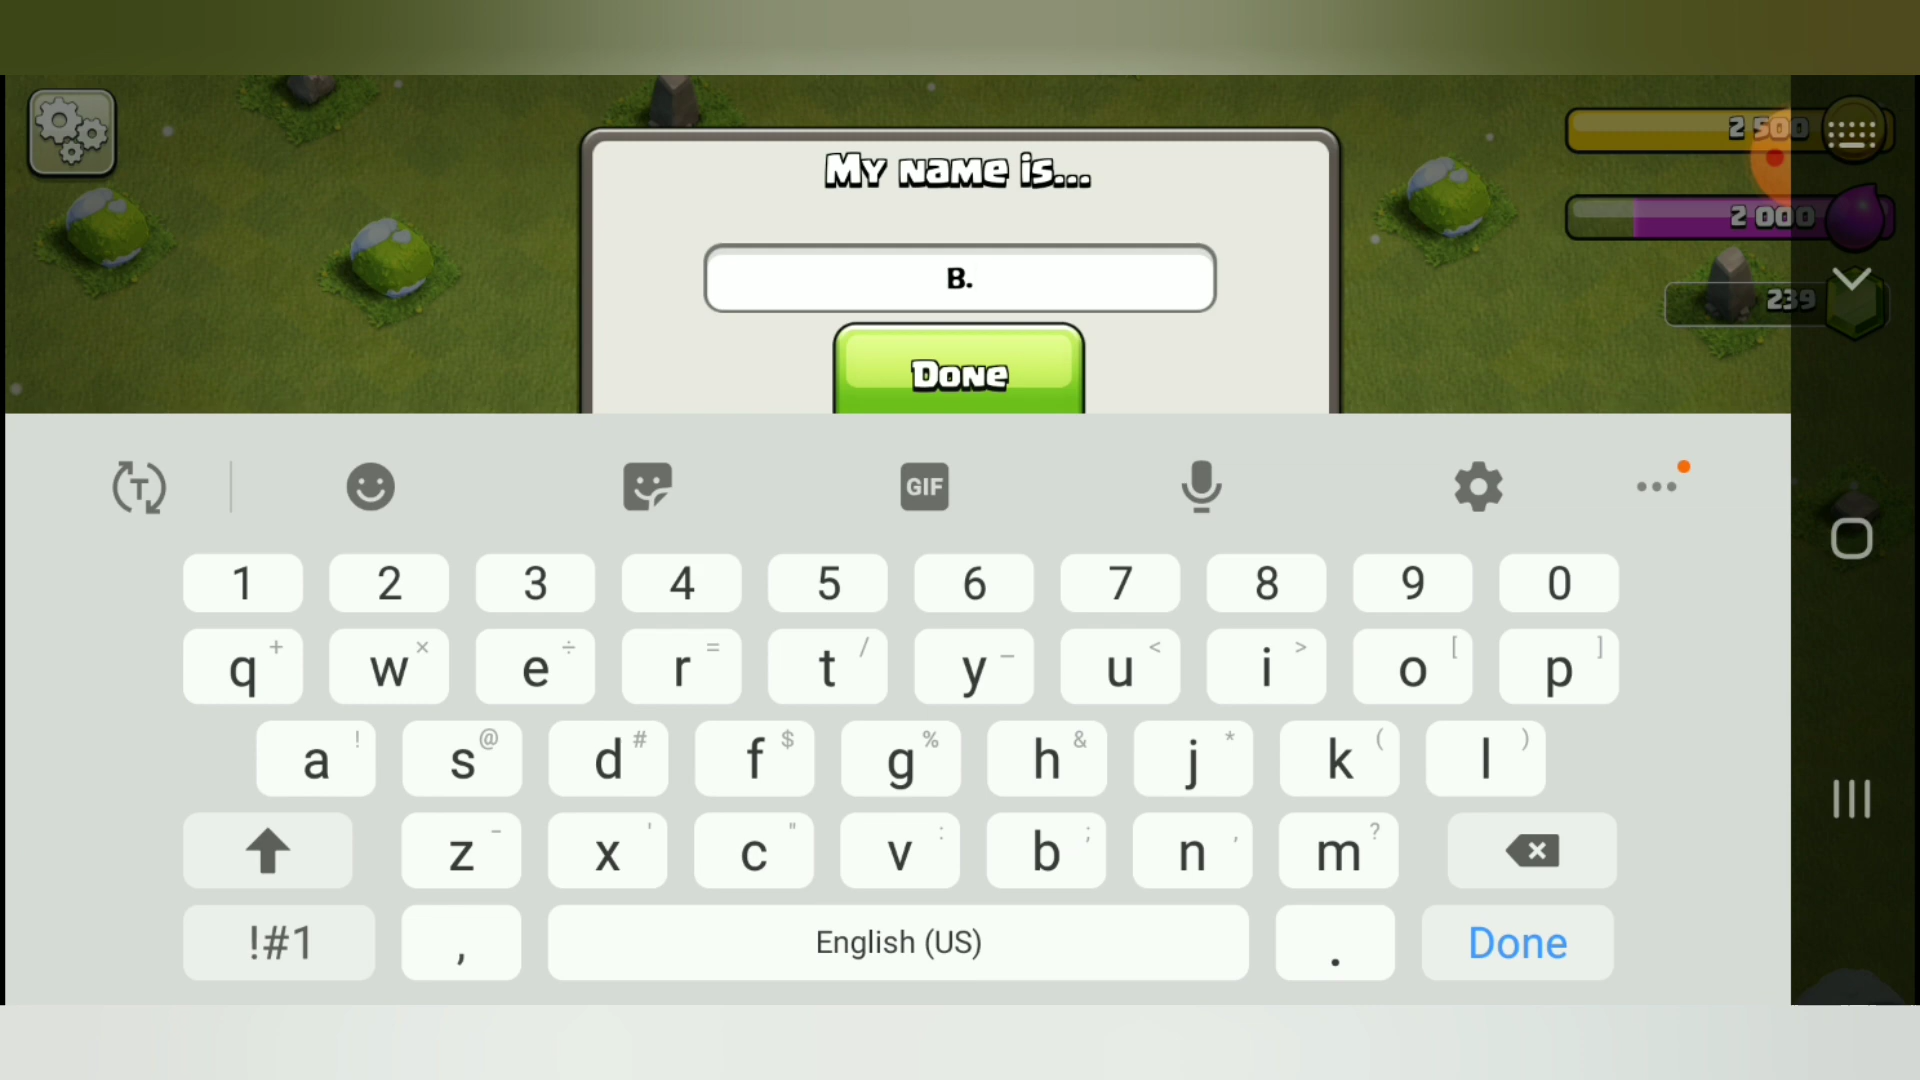 My name is...
2 500
B.
2 000
239
Done
T
GIF
1 2 3 4 5 6 7 8 9 0
q + w × e ÷ r = t / y _ u < i > o [ p ]
a ! s @ d # f $ g % h & j * k ( l )
z - x ' c " v : b ; n , m ?
!#1 , English (US) . Done